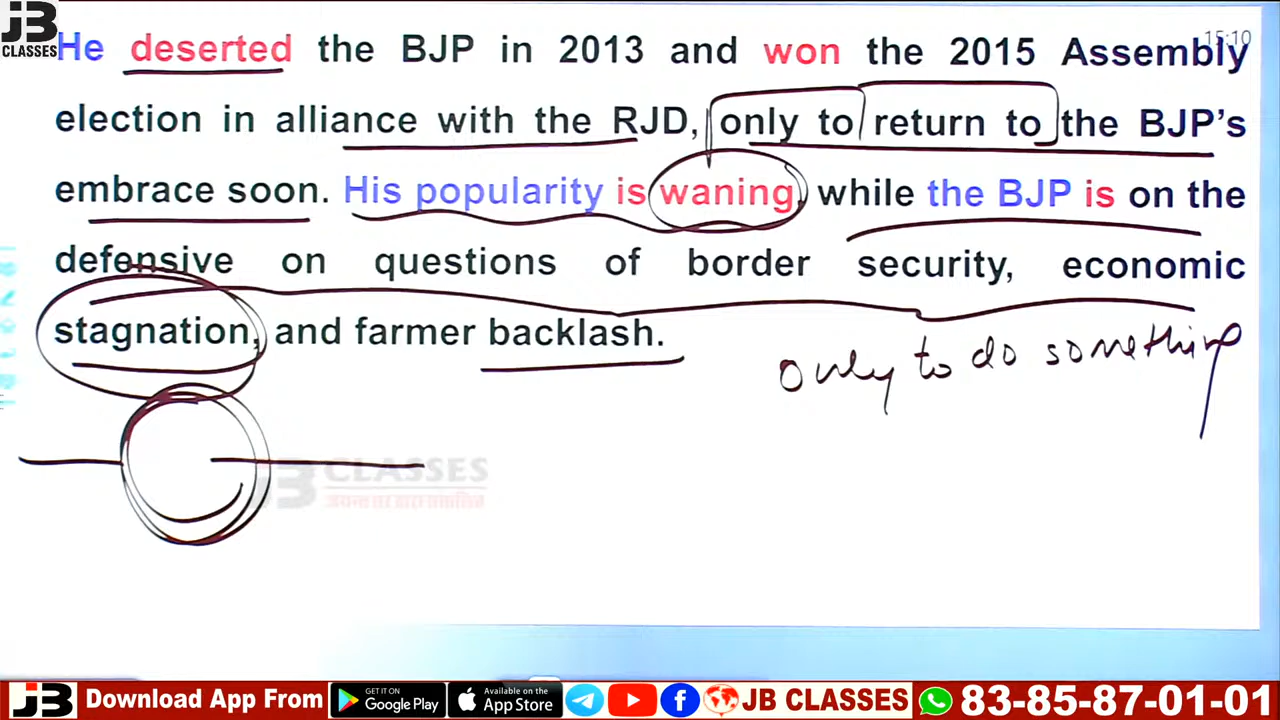 JB
CLASSES
He deserted the BJP in 2013 and won the 2015 Assembly
15:10
election in alliance with the RJD, only to return to the BJP's
embrace soon. His popularity is waning, while the BJP is on the
defensive on questions of border security, economic
stagnation, and farmer backlash.
only to do something
JB CLASSES
JB Download App From GET IT ON Google Play Available on the App Store JB CLASSES 83-85-87-01-01